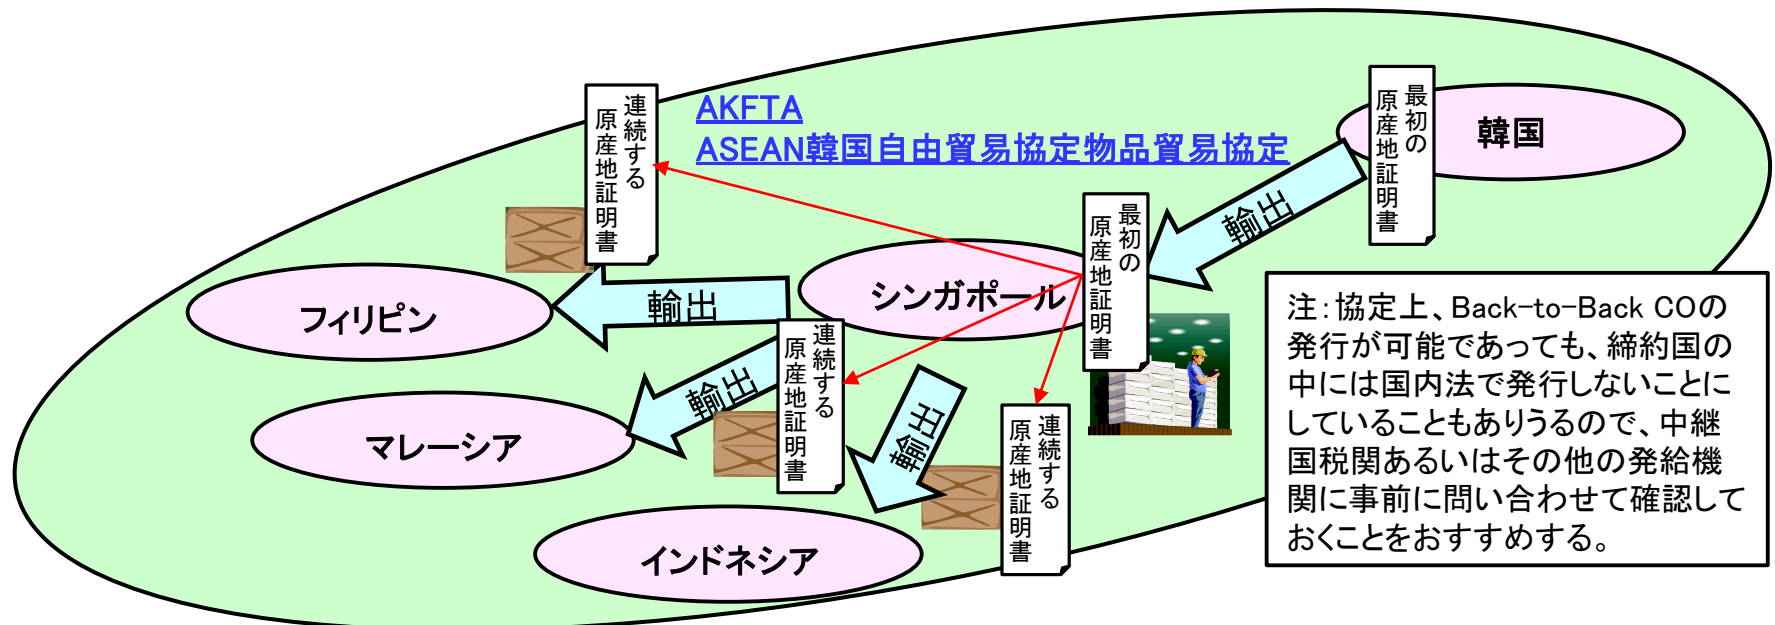 AKFTA
ASEAN韓国自由貿易協定物品貿易協定
連続する
原産地証明書
最初の
原産地証明書
韓国
輸出
最初の
原産地証明書
シンガポール
輸出
フィリピン
連続する
原産地証明書
輸出
マレーシア
輸出
連続する
原産地証明書
インドネシア
注：協定上、Back-to-Back COの
発行が可能であっても、締約国の
中には国内法で発行しないことに
していることもありうるので、中継
国税関あるいはその他の発給機
関に事前に問い合わせて確認して
おくことをおすすめする。